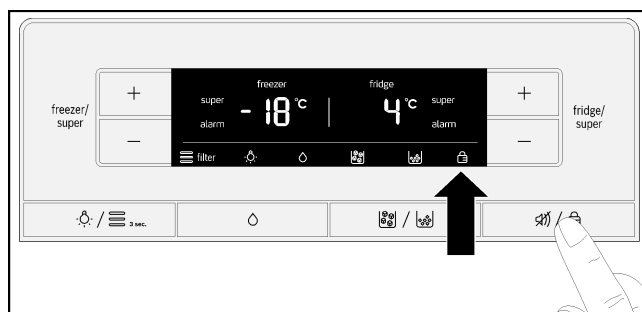 freezer
fridge
freezer/
super
+
−
super
alarm
-18°C
4°C
super
alarm
+
−
fridge/
super
filter
/
3 sec.
/
/